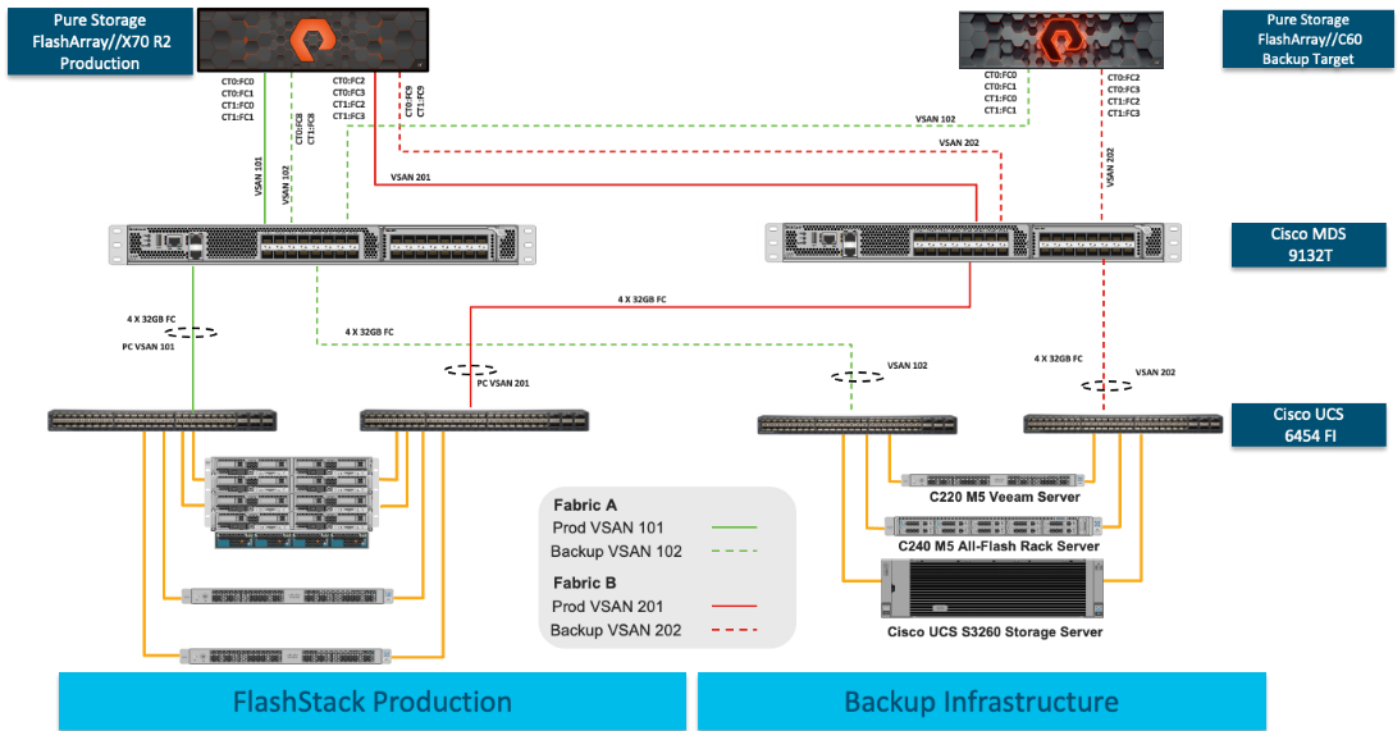 Pure Storage
FlashArray//X70 R2
Production
Pure Storage
FlashArray//C60
Backup Target
CT0:FC0
CT0:FC1
CT1:FC0
CT1:FC1
CT0:FC8
CT1:FC8
CT0:FC2
CT0:FC3
CT1:FC2
CT1:FC3
CT0:FC9
CT1:FC9
CT0:FC0
CT0:FC1
CT1:FC0
CT1:FC1
CT0:FC2
CT0:FC3
CT1:FC2
CT1:FC3
VSAN 102
VSAN 202
VSAN 101
VSAN 102
VSAN 201
VSAN 202
Cisco MDS
9132T
4 X 32GB FC
4 X 32GB FC
PC VSAN 101
4 X 32GB FC
VSAN 102
4 X 32GB FC
VSAN 202
PC VSAN 201
Cisco UCS
6454 FI
C220 M5 Veeam Server
C240 M5 All-Flash Rack Server
Cisco UCS S3260 Storage Server
Fabric A
Prod VSAN 101
Backup VSAN 102
Fabric B
Prod VSAN 201
Backup VSAN 202
FlashStack Production
Backup Infrastructure